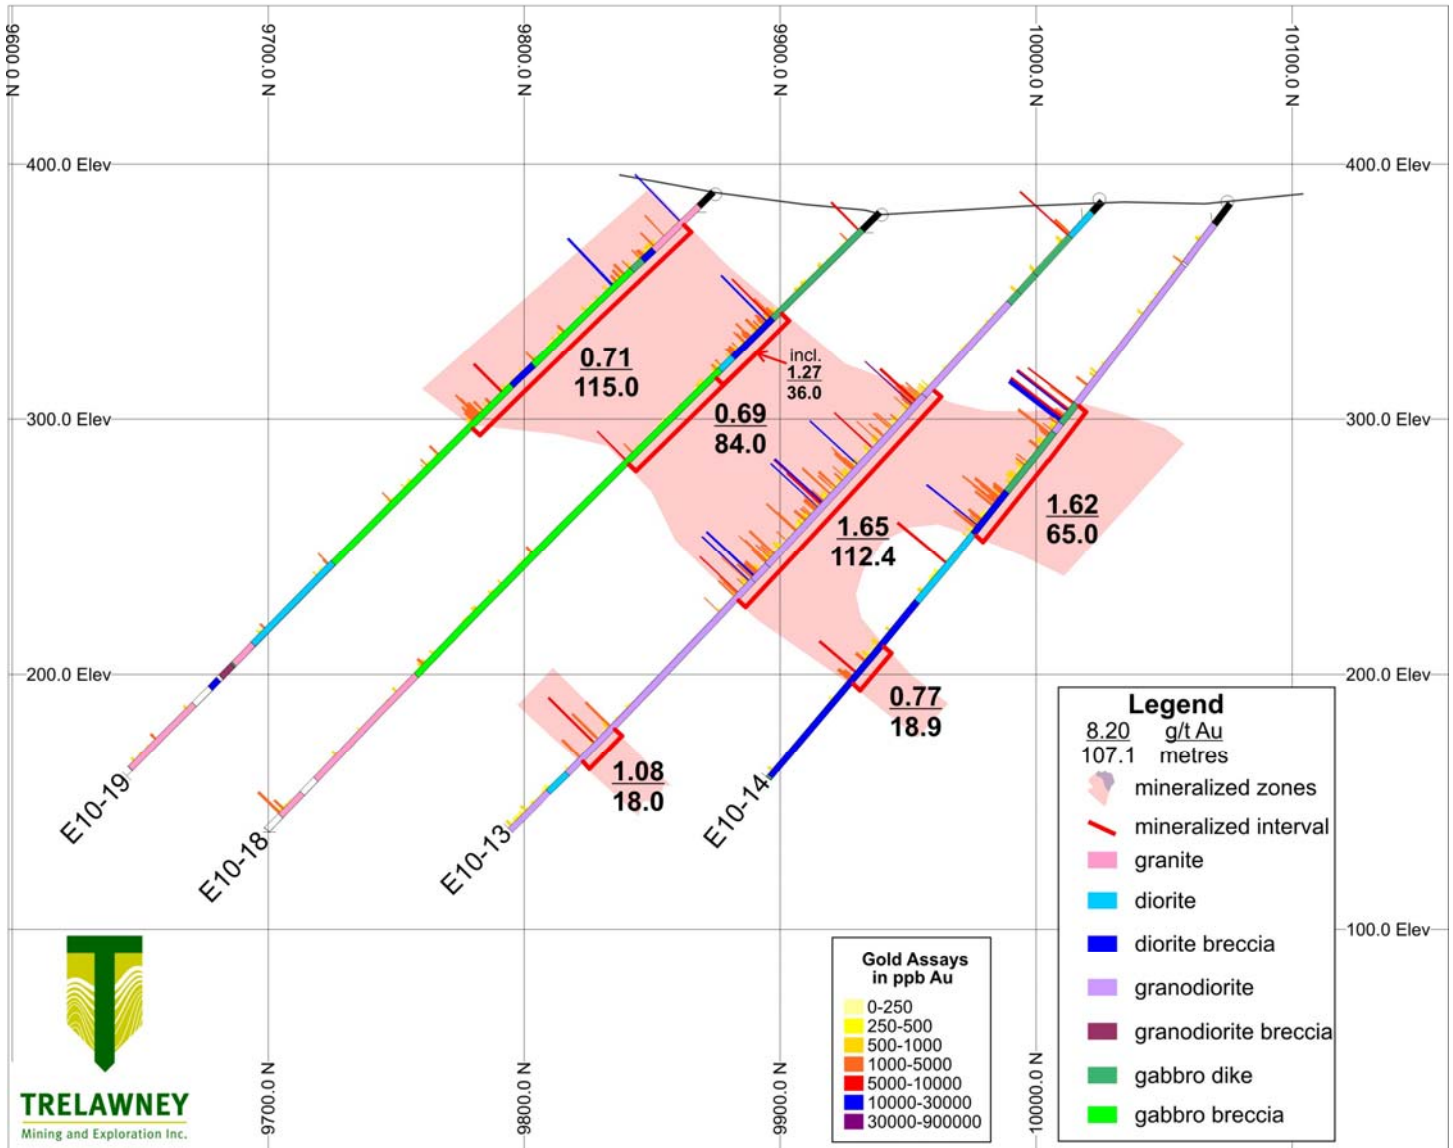 9600.0 N
9700.0 N
9800.0 N
9900.0 N
10000.0 N
10100.0 N
400.0 Elev
400.0 Elev
300.0 Elev
300.0 Elev
200.0 Elev
200.0 Elev
100.0 Elev
0.71
115.0
incl.
1.27
36.0
0.69
84.0
1.65
112.4
1.62
65.0
0.77
18.9
1.08
18.0
E10-19
E10-18
E10-13
E10-14
Legend
8.20 g/t Au
107.1 metres
mineralized zones
mineralized interval
granite
diorite
diorite breccia
granodiorite
granodiorite breccia
gabbro dike
gabbro breccia
Gold Assays
in ppb Au
0-250
250-500
500-1000
1000-5000
5000-10000
10000-30000
30000-900000
TRELAWNEY
Mining and Exploration Inc.
9700.0 N
9800.0 N
9900.0 N
10000.0 N